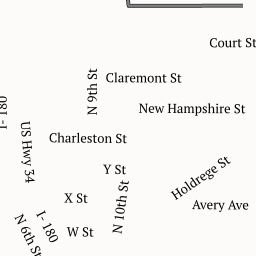 Court St
Claremont St
N 9th St
New Hampshire St
I- 180
US Hwy 34
Charleston St
Y St
Holdrege St
X St
N 10th St
Avery Ave
I- 180
N 6th St
W St